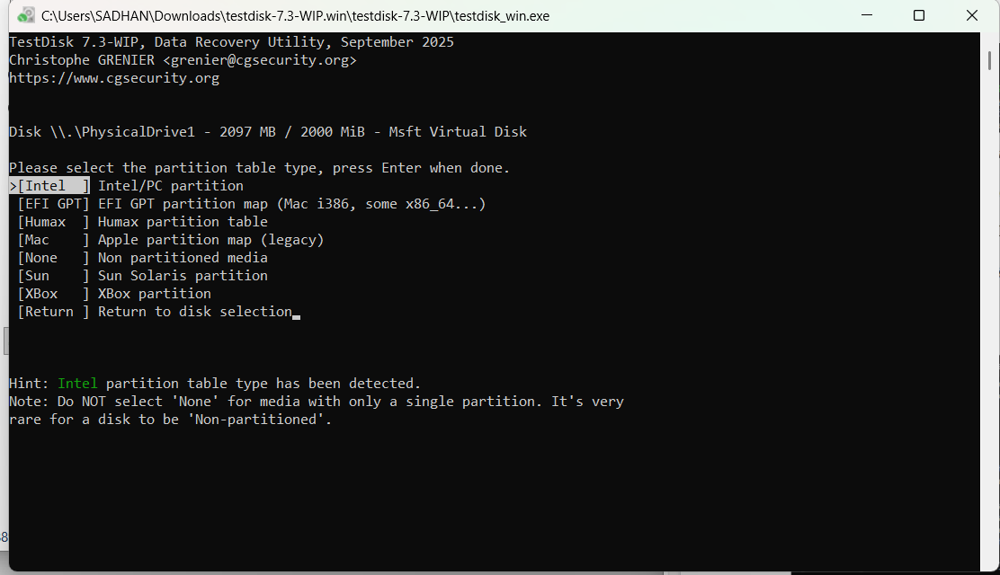 C:\Users\SADHAN\Downloads\testdisk-7.3-WIP.win\testdisk-7.3-WIP\testdisk_win.exe
TestDisk 7.3-WIP, Data Recovery Utility, September 2025
Christophe GRENIER <grenier@cgsecurity.org>
https://www.cgsecurity.org
Disk \\.\PhysicalDrive1 - 2097 MB / 2000 MiB - Msft Virtual Disk
Please select the partition table type, press Enter when done.
>[Intel  ] Intel/PC partition
[EFI GPT] EFI GPT partition map (Mac i386, some x86_64...)
[Humax  ] Humax partition table
[Mac    ] Apple partition map (legacy)
[None   ] Non partitioned media
[Sun    ] Sun Solaris partition
[XBox   ] XBox partition
[Return ] Return to disk selection
Hint: Intel partition table type has been detected.
Note: Do NOT select 'None' for media with only a single partition. It's very
rare for a disk to be 'Non-partitioned'.